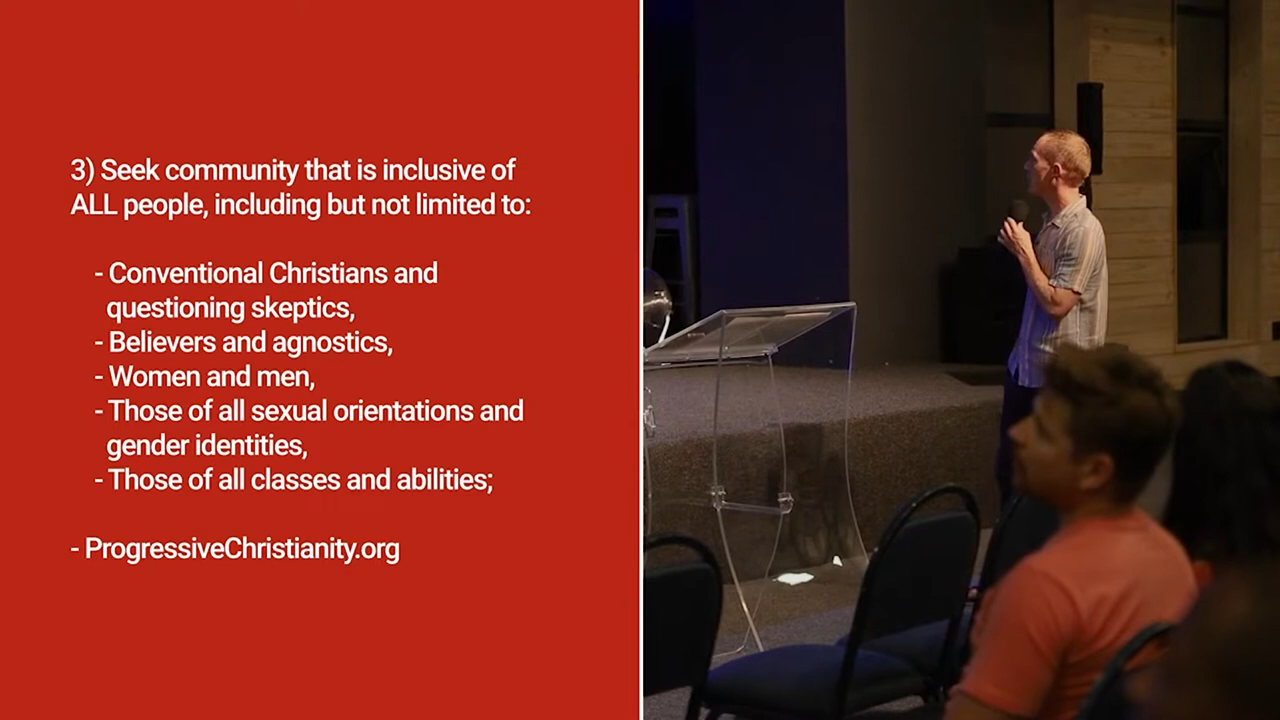 3) Seek community that is inclusive of
ALL people, including but not limited to:
- Conventional Christians and
questioning skeptics,
- Believers and agnostics,
- Women and men,
- Those of all sexual orientations and
gender identities,
- Those of all classes and abilities;
- ProgressiveChristianity.org